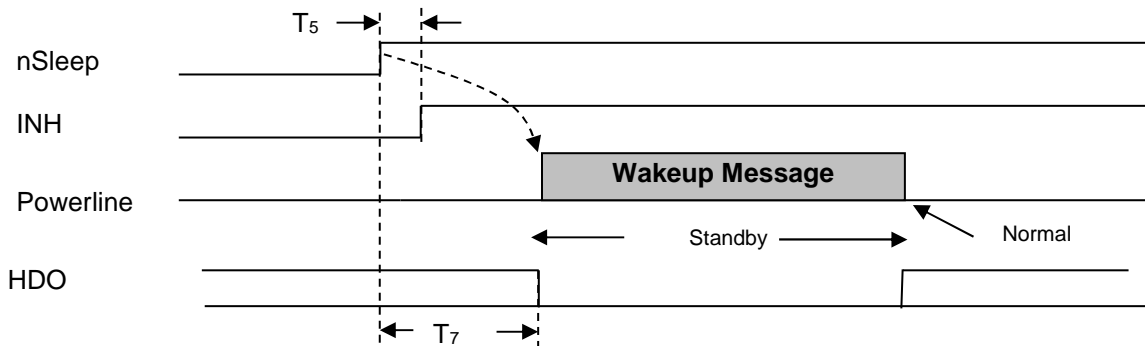 T5
nSleep
INH
Wakeup Message
Powerline
Standby
Normal
HDO
T7